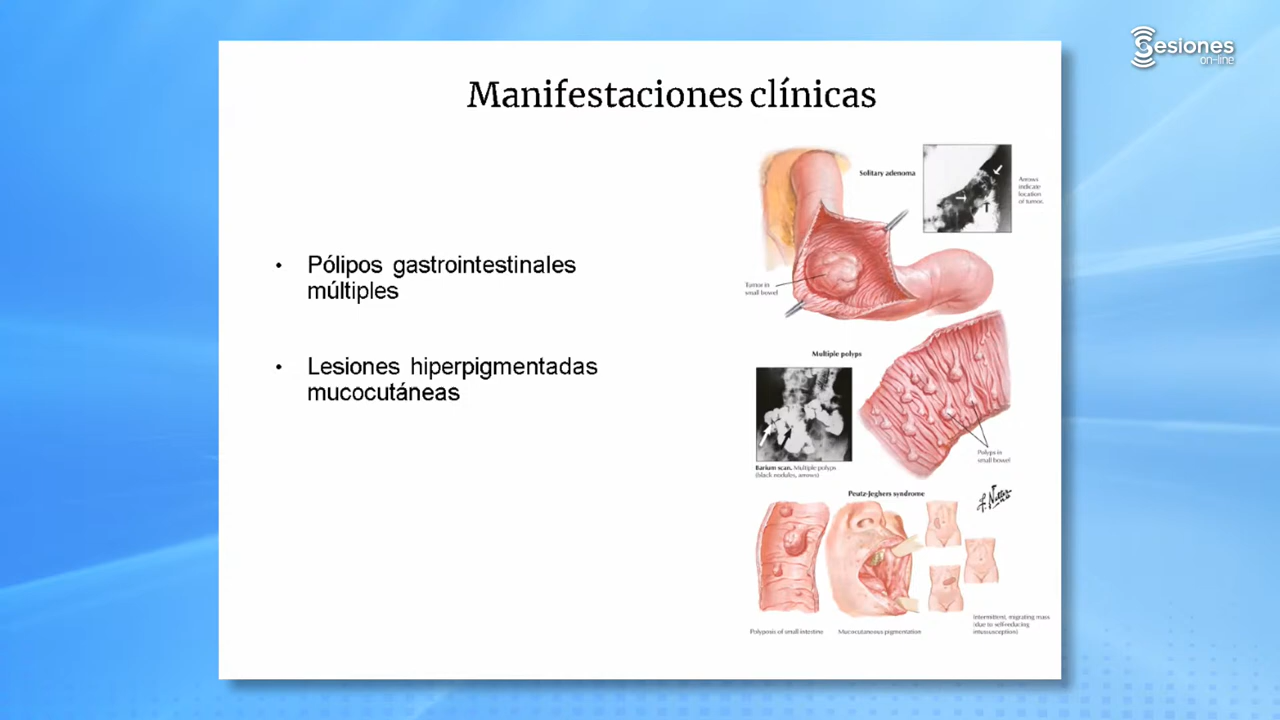 Sesiones
on-line
Manifestaciones clínicas
• Pólipos gastrointestinales
múltiples
• Lesiones hiperpigmentadas
mucocutáneas
Solitary adenoma
Arrows
indicate
location
of tumor.
Tumor in
small bowel
Multiple polyps
Polyps in
small bowel
Barium scan. Multiple polyps
(black nodules, arrows)
Peutz-Jeghers syndrome
F. Netter
Polyposis of small intestine
Mucocutaneous pigmentation
Intermittent, migrating mass
(due to self-reducing
intussusception)